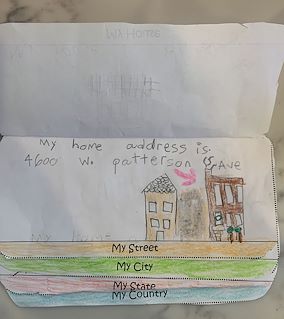 My home address is.
4600 W. patterson Ave
My Street
My City
My State
My Country